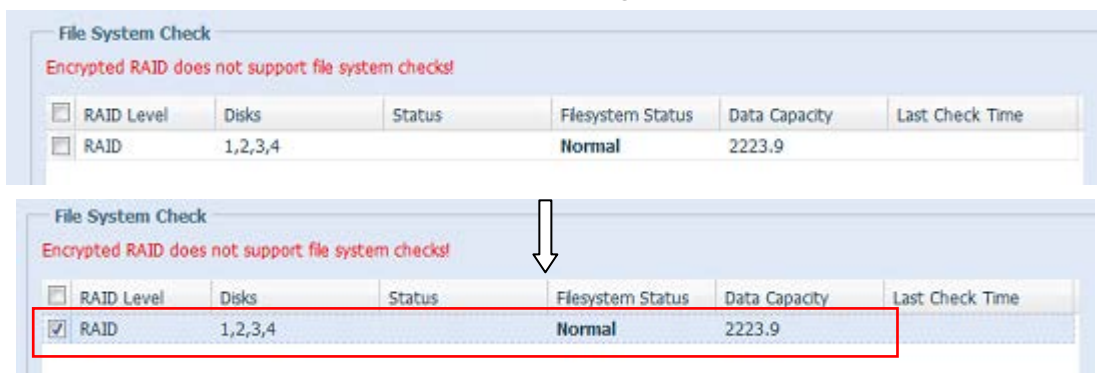 File System Check
Encrypted RAID does not support file system checks!
RAID Level Disks Status Filesystem Status Data Capacity Last Check Time
RAID 1,2,3,4 Normal 2223.9
File System Check
Encrypted RAID does not support file system checks!
RAID Level Disks Status Filesystem Status Data Capacity Last Check Time
RAID 1,2,3,4 Normal 2223.9